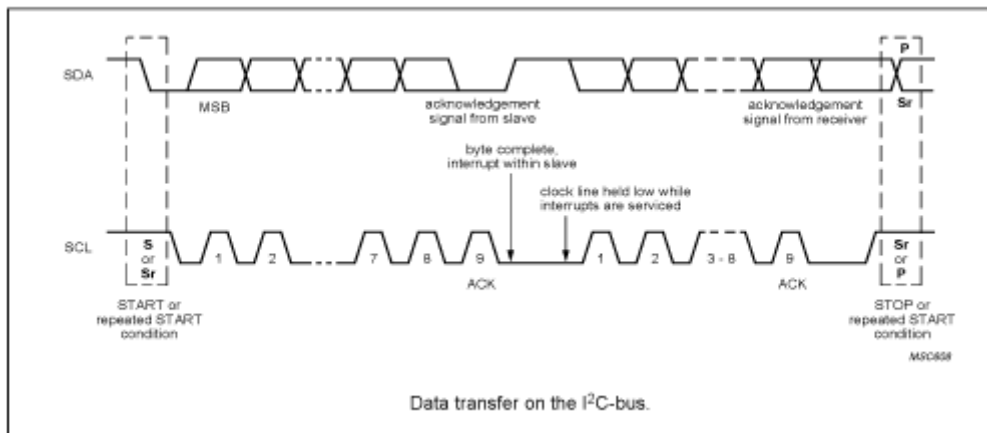 SDA
MSB
acknowledgement
signal from slave
acknowledgement
signal from receiver
P
Sr
byte complete,
interrupt within slave
clock line held low while
interrupts are serviced
SCL
S
or
Sr
1
2
7
8
9
1
2
3 - 8
9
Sr
or
P
ACK
ACK
START or
repeated START
condition
STOP or
repeated START
condition
MSC608
Data transfer on the I²C-bus.